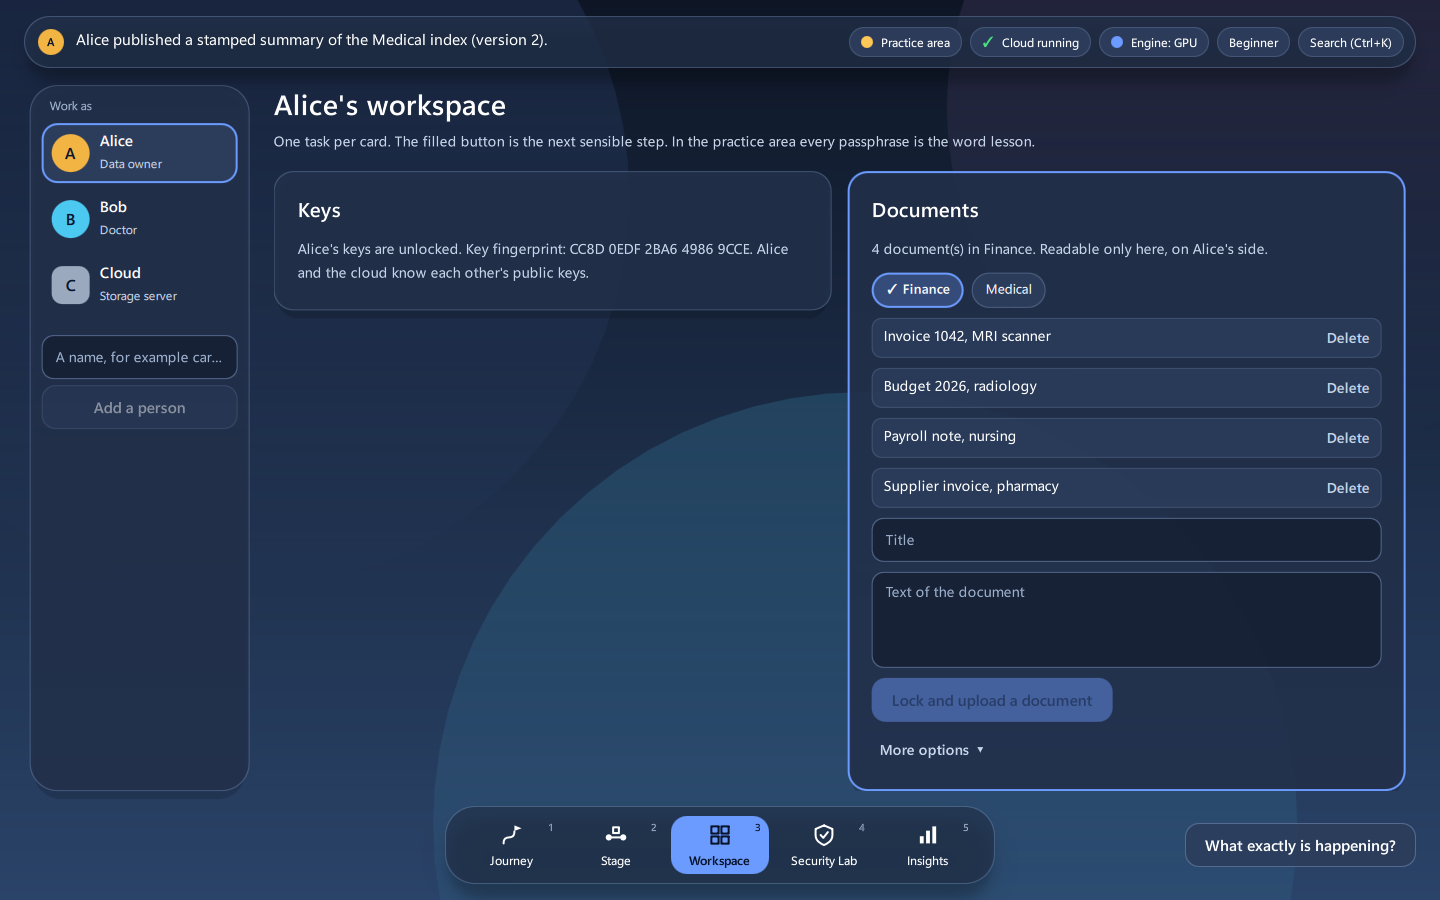 A Alice published a stamped summary of the Medical index (version 2).
Practice area
✓ Cloud running
Engine: GPU
Beginner
Search (Ctrl+K)
Work as
A
Alice
Data owner
B
Bob
Doctor
C
Cloud
Storage server
A name, for example car...
Add a person
Alice's workspace
One task per card. The filled button is the next sensible step. In the practice area every passphrase is the word lesson.
Keys
Alice's keys are unlocked. Key fingerprint: CC8D 0EDF 2BA6 4986 9CCE. Alice
and the cloud know each other's public keys.
Documents
4 document(s) in Finance. Readable only here, on Alice's side.
✓ Finance
Medical
Invoice 1042, MRI scanner Delete
Budget 2026, radiology Delete
Payroll note, nursing Delete
Supplier invoice, pharmacy Delete
Title
Text of the document
Lock and upload a document
More options ▼
1
Journey
2
Stage
3
Workspace
4
Security Lab
5
Insights
What exactly is happening?